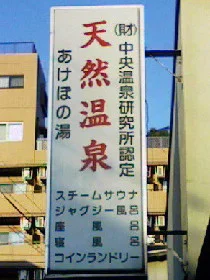 (財)中央温泉研究所認定
天然温泉
あけぼの湯
スチームサウナ
ジャグジー風呂
座風呂
寝風呂
コインランドリー